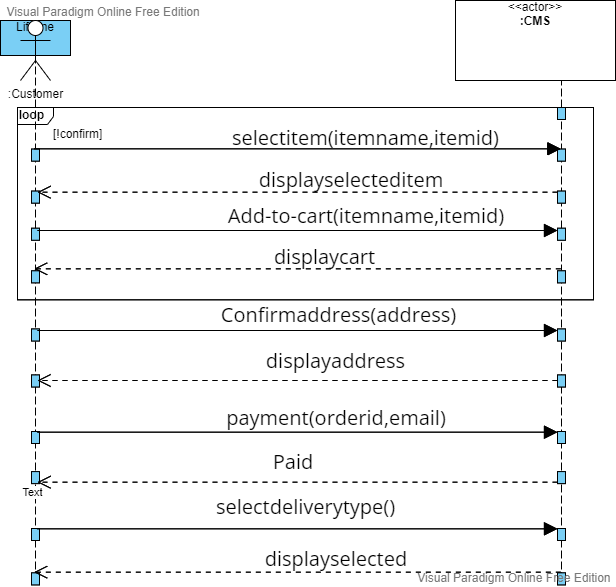 Visual Paradigm Online Free Edition
<<actor>>
:CMS
Lifeline
:Customer
loop
[!confirm]
selectitem(itemname,itemid)
displayselecteditem
Add-to-cart(itemname,itemid)
displaycart
Confirmaddress(address)
displayaddress
payment(orderid,email)
Paid
Text
selectdeliverytype()
displayselected
Visual Paradigm Online Free Edition